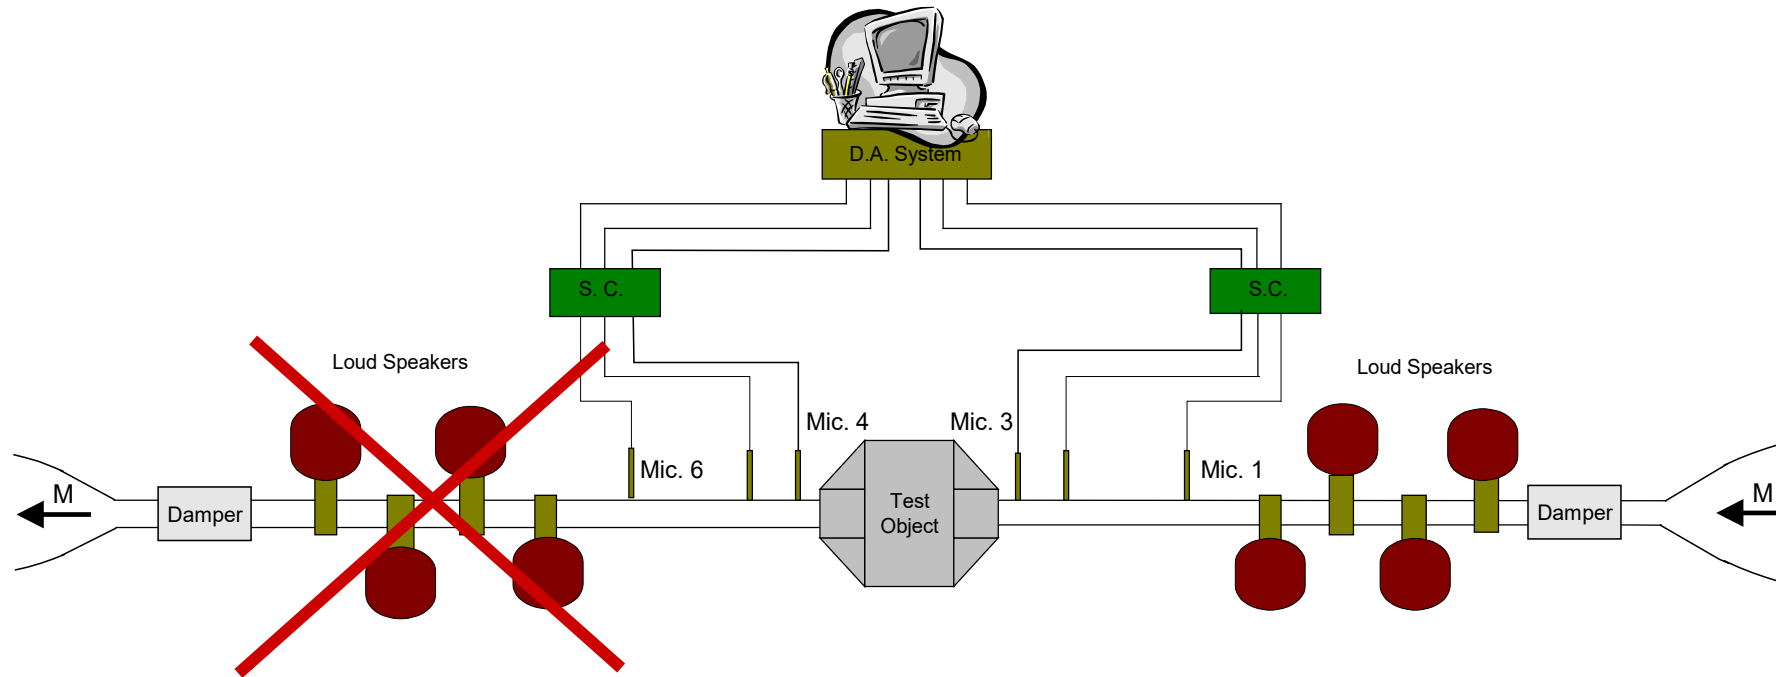 D.A. System
S. C.
S.C.
Loud Speakers
Loud Speakers
Mic. 4
Mic. 3
Mic. 6
Mic. 1
M
M
Damper
Test
Object
Damper